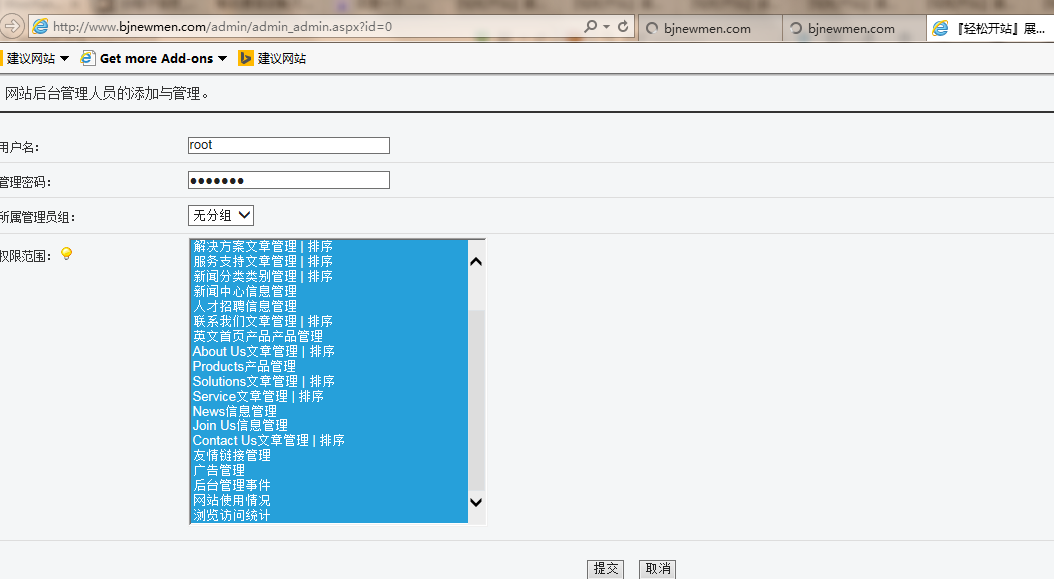 http://www.bjnewmen.com/admin/admin_admin.aspx?id=0
bjnewmen.com
bjnewmen.com
『轻松开站』展...
建议网站
Get more Add-ons
建议网站
网站后台管理人员的添加与管理。
用户名：
root
管理密码：
●●●●●●●
所属管理员组：
无分组
权限范围：
解决方案文章管理 | 排序
服务支持文章管理 | 排序
新闻分类类别管理 | 排序
新闻中心信息管理
人才招聘信息管理
联系我们文章管理 | 排序
英文首页产品产品管理
About Us文章管理 | 排序
Products产品管理
Solutions文章管理 | 排序
Service文章管理 | 排序
News信息管理
Join Us信息管理
Contact Us文章管理 | 排序
友情链接管理
广告管理
后台管理事件
网站使用情况
浏览访问统计
提交
取消